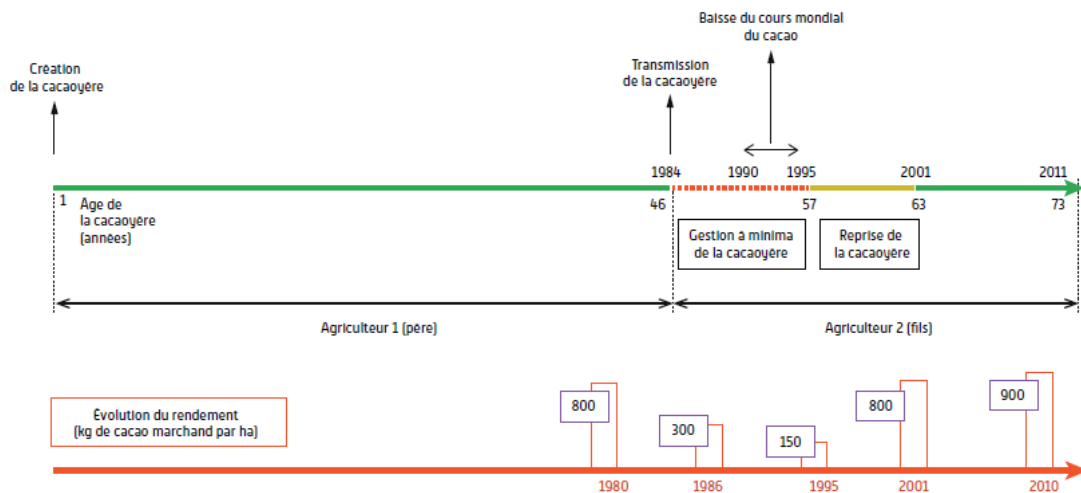 Baisse du cours mondial
du cacao
Création
de la cacaoyère
Transmission
de la cacaoyère
1984
1990
1995
2001
2011
1
Âge de
la cacaoyère
(années)
46
57
63
73
Gestion à minima
de la cacaoyère
Reprise de
la cacaoyère
Agriculteur 1 (père)
Agriculteur 2 (fils)
Évolution du rendement
(kg de cacao marchand par ha)
800
300
150
800
900
1980
1986
1995
2001
2010